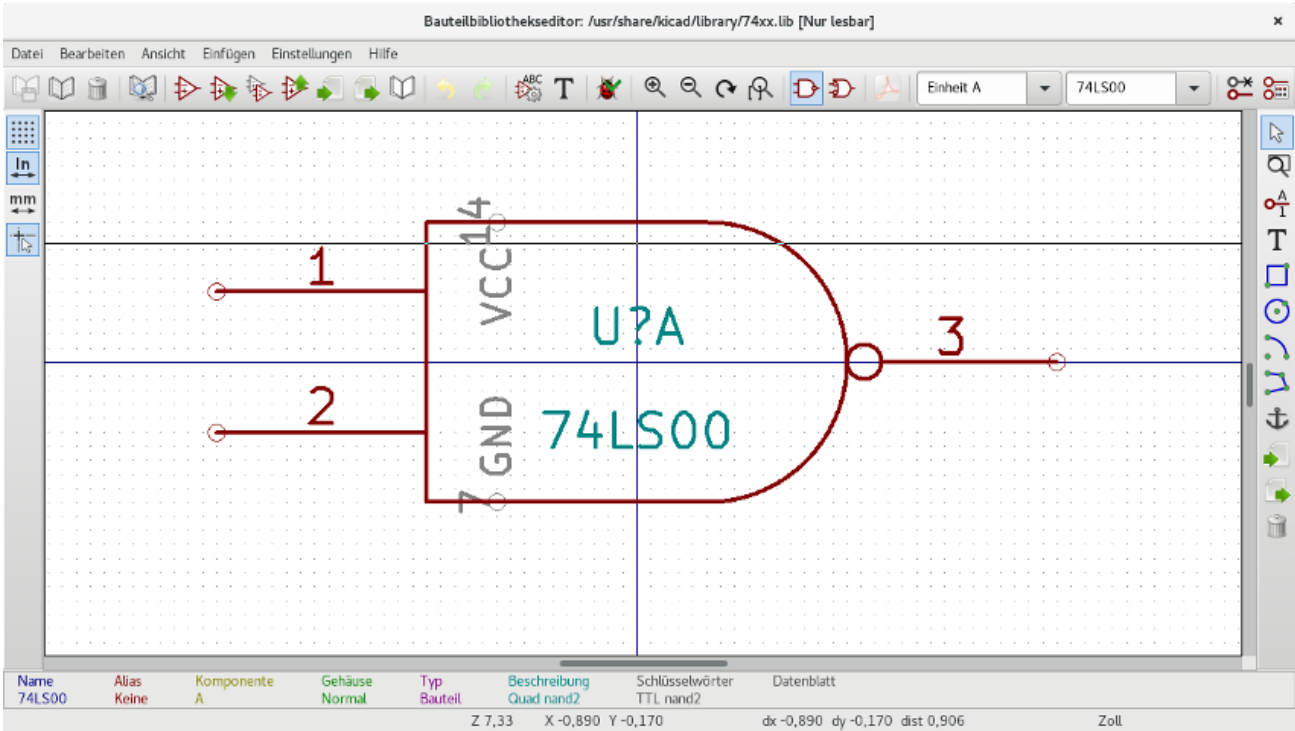 Bauteilbibliothekseditor: /usr/share/kicad/library/74xx.lib [Nur lesbar]
Datei Bearbeiten Ansicht Einfügen Einstellungen Hilfe
ABC T Einheit A 74LS00
In
mm
A
1
T
14
VCC
1
U?A
3
2
GND
74LS00
7
Name Alias Komponente Gehäuse Typ Beschreibung Schlüsselwörter Datenblatt
74LS00 Keine A Normal Bauteil Quad nand2 TTL nand2
Z 7,33 X -0,890 Y -0,170 dx -0,890 dy -0,170 dist 0,906 Zoll